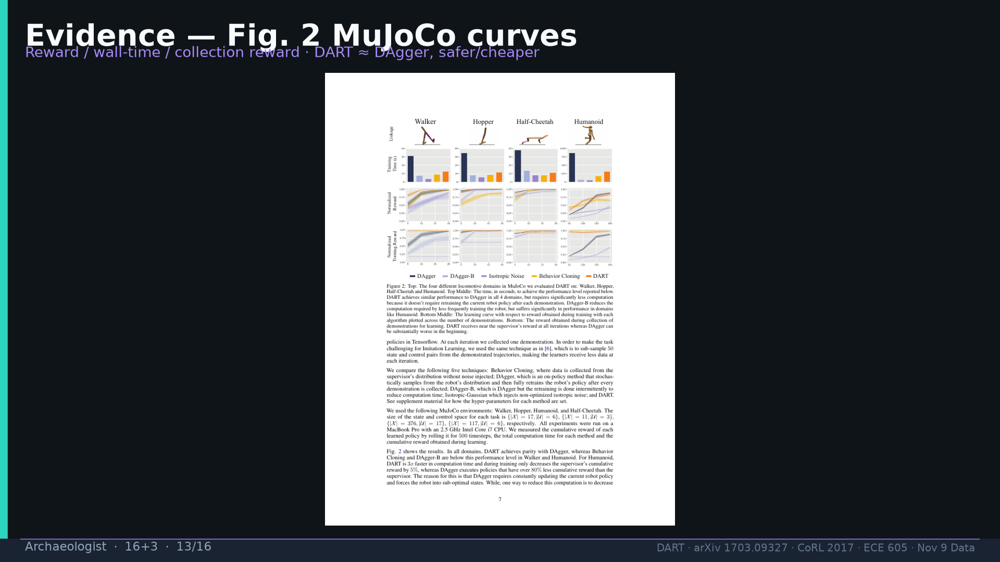 Evidence — Fig. 2 MuJoCo curves
Reward / wall-time / collection reward · DART ≈ DAgger, safer/cheaper
Walker Hopper Half-Cheetah Humanoid
Linkage
Training
Time (s)
Normalized
Reward
Normalized
Training Reward
DAgger DAgger-B Isotropic Noise Behavior Cloning DART
Figure 2: Top: The four different locomotive domains in MuJoCo we evaluated DART on: Walker, Hopper,
Half-Cheetah and Humanoid. Top Middle: The time, in seconds, to achieve the performance level reported below.
DART achieves similar performance to DAgger in all 4 domains, but requires significantly less computation
because it doesn't require retraining the current robot policy after each demonstration. DAgger-B reduces the
computation required by less frequently training the robot, but suffers significantly in performance in domains
like Humanoid. Bottom Middle: The learning curve with respect to reward obtained during training with each
algorithm plotted across the number of demonstrations. Bottom: The reward obtained during collection of
demonstrations for learning. DART receives near the supervisor's reward at all iterations whereas DAgger can
be substantially worse in the beginning.
policies in Tensorflow. At each iteration we collected one demonstration. In order to make the task
challenging for Imitation Learning, we used the same technique as in [6], which is to sub-sample 50
state and control pairs from the demonstrated trajectories, making the learners receive less data at
each iteration.
We compare the following five techniques: Behavior Cloning, where data is collected from the
supervisor's distribution without noise injected; DAgger, which is an on-policy method that stochas-
tically samples from the robot's distribution and then fully retrains the robot's policy after every
demonstration is collected; DAgger-B, which is DAgger but the retraining is done intermittently to
reduce computation time; Isotropic-Gaussian which injects non-optimized isotropic noise; and DART.
See supplement material for how the hyper-parameters for each method are set.
We used the following MuJoCo environments: Walker, Hopper, Humanoid, and Half-Cheetah. The
size of the state and control space for each task is {|𝒳| = 17, |𝒰| = 6}, {|𝒳| = 11, |𝒰| = 3},
{|𝒳| = 376, |𝒰| = 17}, {|𝒳| = 117, |𝒰| = 6}, respectively. All experiments were run on a
MacBook Pro with an 2.5 GHz Intel Core i7 CPU. We measured the cumulative reward of each
learned policy by rolling it for 500 timesteps, the total computation time for each method and the
cumulative reward obtained during learning.
Fig. 2 shows the results. In all domains, DART achieves parity with DAgger, whereas Behavior
Cloning and DAgger-B are below this performance level in Walker and Humanoid. For Humanoid,
DART is 3x faster in computation time and during training only decreases the supervisor's cumulative
reward by 5%, whereas DAgger executes policies that have over 80% less cumulative reward than the
supervisor. The reason for this is that DAgger requires constantly updating the current robot policy
and forces the robot into sub-optimal states. While, one way to reduce this computation is to decrease
7
Archaeologist · 16+3 · 13/16
DART · arXiv 1703.09327 · CoRL 2017 · ECE 605 · Nov 9 Data